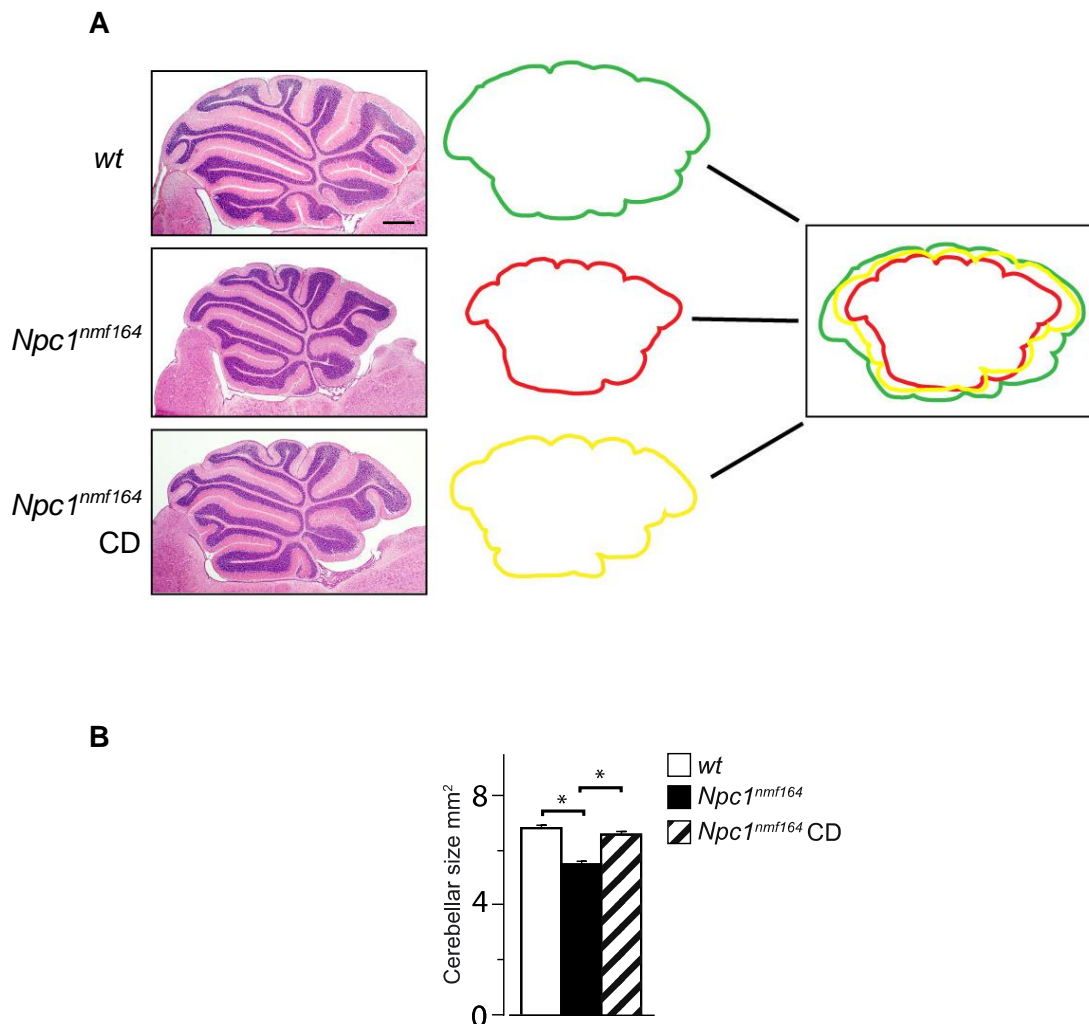 A
wt
Npc1nmf164
Npc1nmf164
CD
B
Cerebellar size mm2
8
4
0
*
*
wt
Npc1nmf164
Npc1nmf164 CD